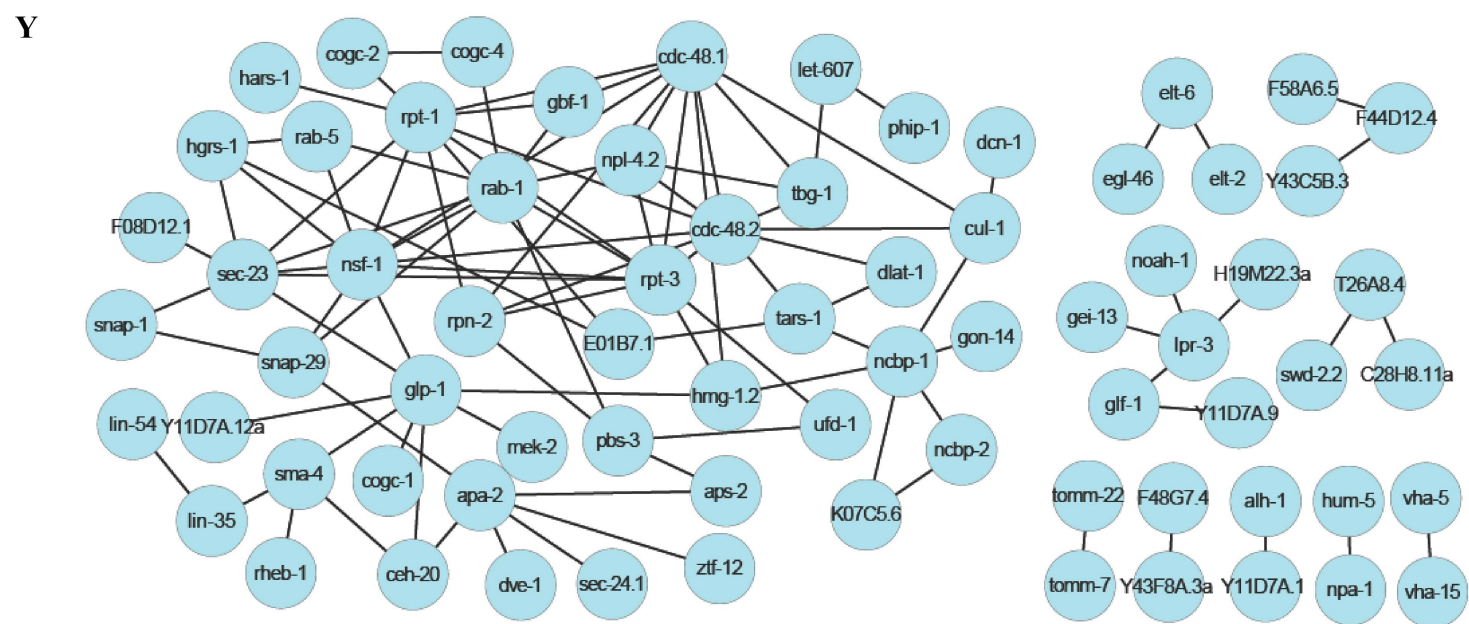 Y
cogc-2
cogc-4
cdc-48.1
let-607
hars-1
rpt-1
gbf-1
phip-1
hgrs-1
rab-5
npl-4.2
dcn-1
rab-1
tbg-1
F08D12.1
cdc-48.2
cul-1
sec-23
nsf-1
rpt-3
dlat-1
snap-1
rpn-2
E01B7.1
tars-1
gon-14
snap-29
glp-1
hmg-1.2
ncbp-1
lin-54
Y11D7A.12a
mek-2
pbs-3
ufd-1
ncbp-2
sma-4
cogc-1
apa-2
aps-2
K07C5.6
lin-35
rheb-1
ceh-20
dve-1
sec-24.1
ztf-12
elt-6
F58A6.5
F44D12.4
egl-46
elt-2
Y43C5B.3
noah-1
H19M22.3a
T26A8.4
gei-13
lpr-3
swd-2.2
C28H8.11a
glf-1
Y11D7A.9
tomm-22
F48G7.4
alh-1
hum-5
vha-5
tomm-7
Y43F8A.3a
Y11D7A.1
npa-1
vha-15